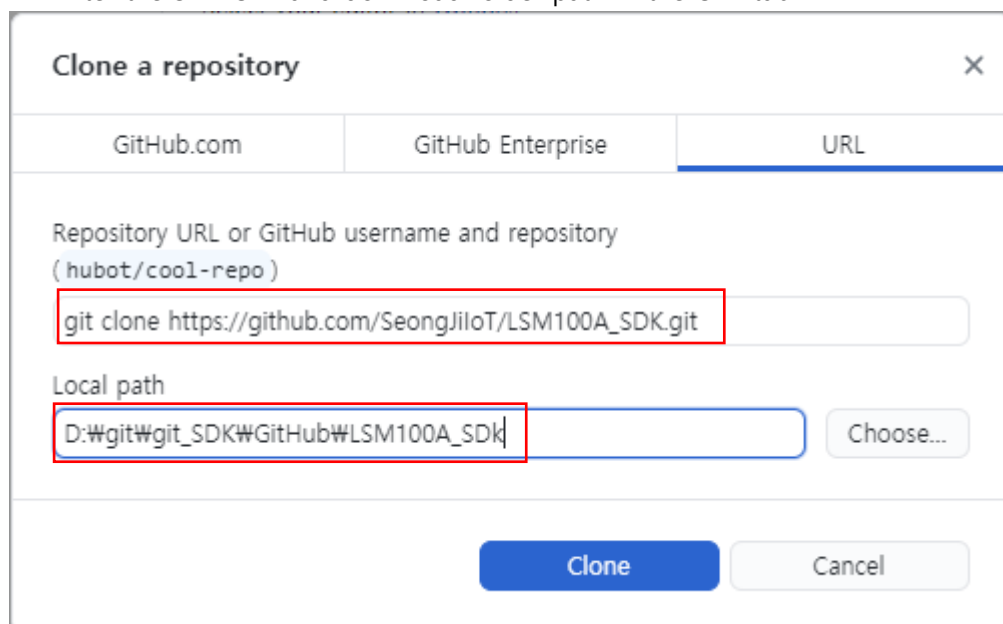 Clone a repository
GitHub.com GitHub Enterprise URL
Repository URL or GitHub username and repository
(hubot/cool-repo)
git clone https://github.com/SeongJiIoT/LSM100A_SDK.git
Local path
D:₩git₩git_SDK₩GitHub₩LSM100A_SDk
Choose...
Clone Cancel